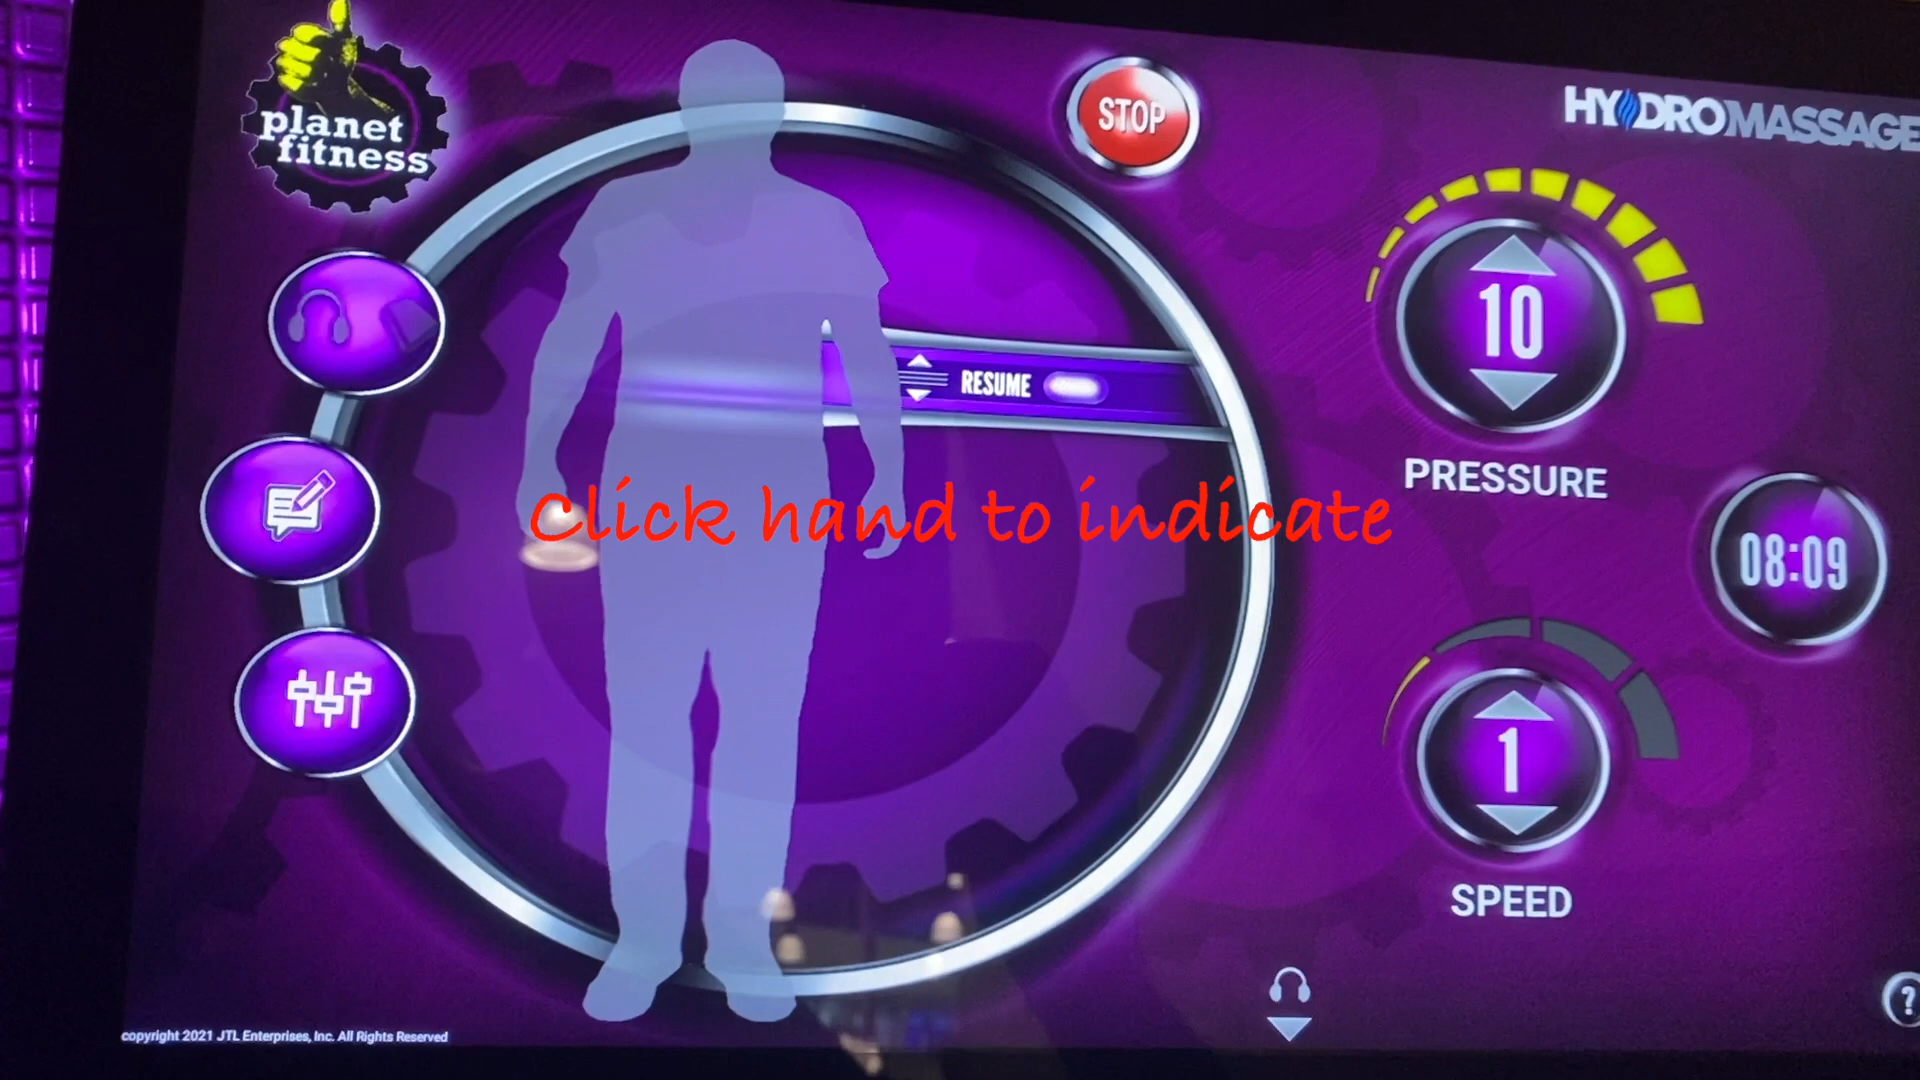 planet
fitness
STOP
HYDROMASSAGE
10
RESUME
PRESSURE
Click hand to indicate
08:09
1
SPEED
?
copyright 2021 JTL Enterprises, Inc. All Rights Reserved